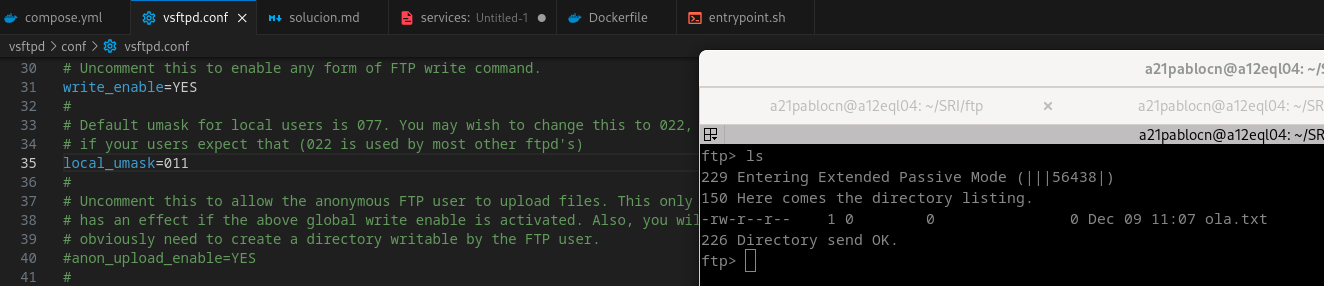 compose.yml
vsftpd.conf
solucion.md
services: Untitled-1
Dockerfile
entrypoint.sh
vsftpd > conf > vsftpd.conf
30 # Uncomment this to enable any form of FTP write command.
31 write_enable=YES
32 #
33 # Default umask for local users is 077. You may wish to change this to 022,
34 # if your users expect that (022 is used by most other ftpd's)
35 local_umask=011
36 #
37 # Uncomment this to allow the anonymous FTP user to upload files. This only
38 # has an effect if the above global write enable is activated. Also, you wil
39 # obviously need to create a directory writable by the FTP user.
40 #anon_upload_enable=YES
41 #
a21pablocn@a12eql04: ~/SRI
a21pablocn@a12eql04: ~/SRI/ftp
a21pablocn@a12eql04: ~/SR
a21pablocn@a12eql04: ~/SRI
ftp> ls
229 Entering Extended Passive Mode (|||56438|)
150 Here comes the directory listing.
-rw-r--r-- 1 0 0 0 Dec 09 11:07 ola.txt
226 Directory send OK.
ftp>